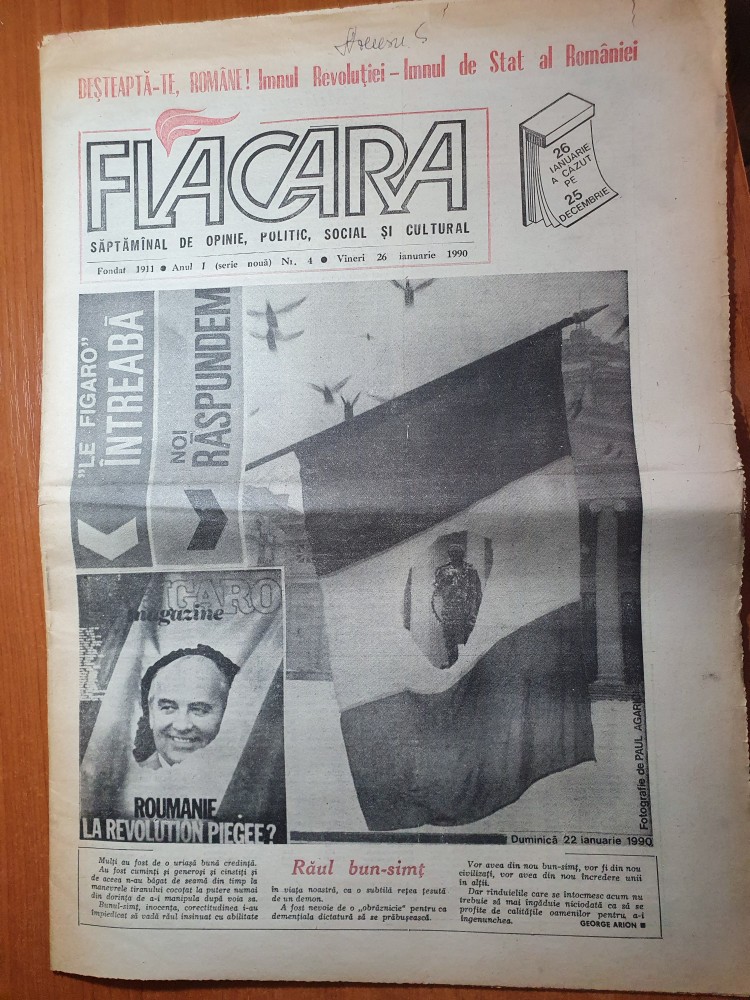 DEȘTEAPTĂ-TE, ROMÂNE! Imnul Revoluției – Imnul de Stat al României
FLACĂRA
SĂPTĂMÎNAL DE OPINIE, POLITIC, SOCIAL ȘI CULTURAL
Fondat 1911 ● Anul I (serie nouă) Nr. 4 ● Vineri 26 ianuarie 1990
26
IANUARIE
A CĂZUT
PE
25
DECEMBRIE
"LE FIGARO"
ÎNTREABĂ
NOI
RĂSPUNDEM
IGARO
magazine
ROUMANIE
LA REVOLUTION PIEGEE?
Fotografie de PAUL AGARICI
Duminică 22 ianuarie 1990
Răul bun-simț
Mulți au fost de o uriașă bună credință.
Au fost cuminți și generoși și cinstiți și
de aceea n-au băgat de seamă din timp la
manevrele tiranului cocoțat la putere numai
din dorința de a-i manipula după voia sa.
Bunul-simț, inocența, corectitudinea i-au
împiedicat să vadă răul insinuat cu abilitate
în viața noastră, ca o subtilă rețea țesută
de un demon.
A fost nevoie de o „obrăznicie" pentru ca
demențiala dictatură să se prăbușească.
Vor avea din nou bun-simț, vor fi din nou
civilizați, vor avea din nou încredere unii
în alții.
Dar rînduielile care se întocmesc acum nu
trebuie să mai îngăduie niciodată ca să se
profite de calitățile oamenilor pentru a-i
îngenunchea.
GEORGE ARION ■